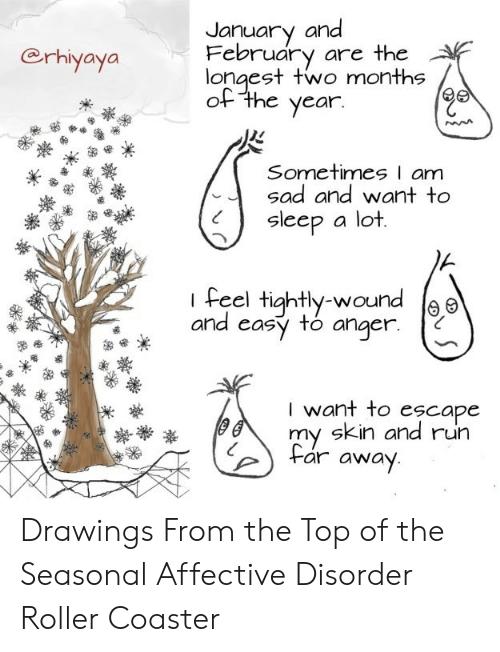 @rhiyaya
January and
February are the
longest two months
of the year.
Sometimes I am
sad and want to
sleep a lot.
I feel tightly-wound
and easy to anger.
I want to escape
my skin and run
far away.
Drawings From the Top of the
Seasonal Affective Disorder
Roller Coaster